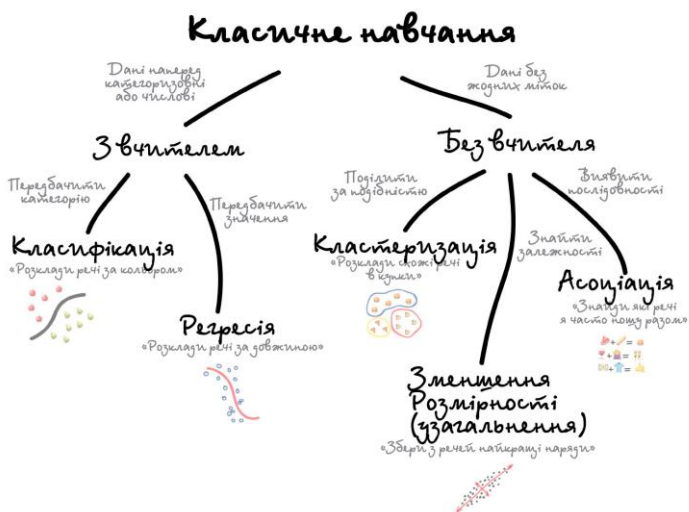 Класичне навчання
Дані наперед
категоризовні
або числові
Дані без
жодних міток
З вчителем
Без вчителя
Передбачити
категорію
Передбачити
значення
Поділити
за подібністю
Знайти
залежності
Виявити
послідовності
Класифікація
«Розклади речі за кольором»
Регресія
«Розклади речі за довжиною»
Кластеризація
«Розклади схожі речі
в купки»
Асоціація
«Знайди які речі
я часто ношу разом»
Зменшення
Розмірності
(узагальнення)
«Збери з речей найкращі наряди»